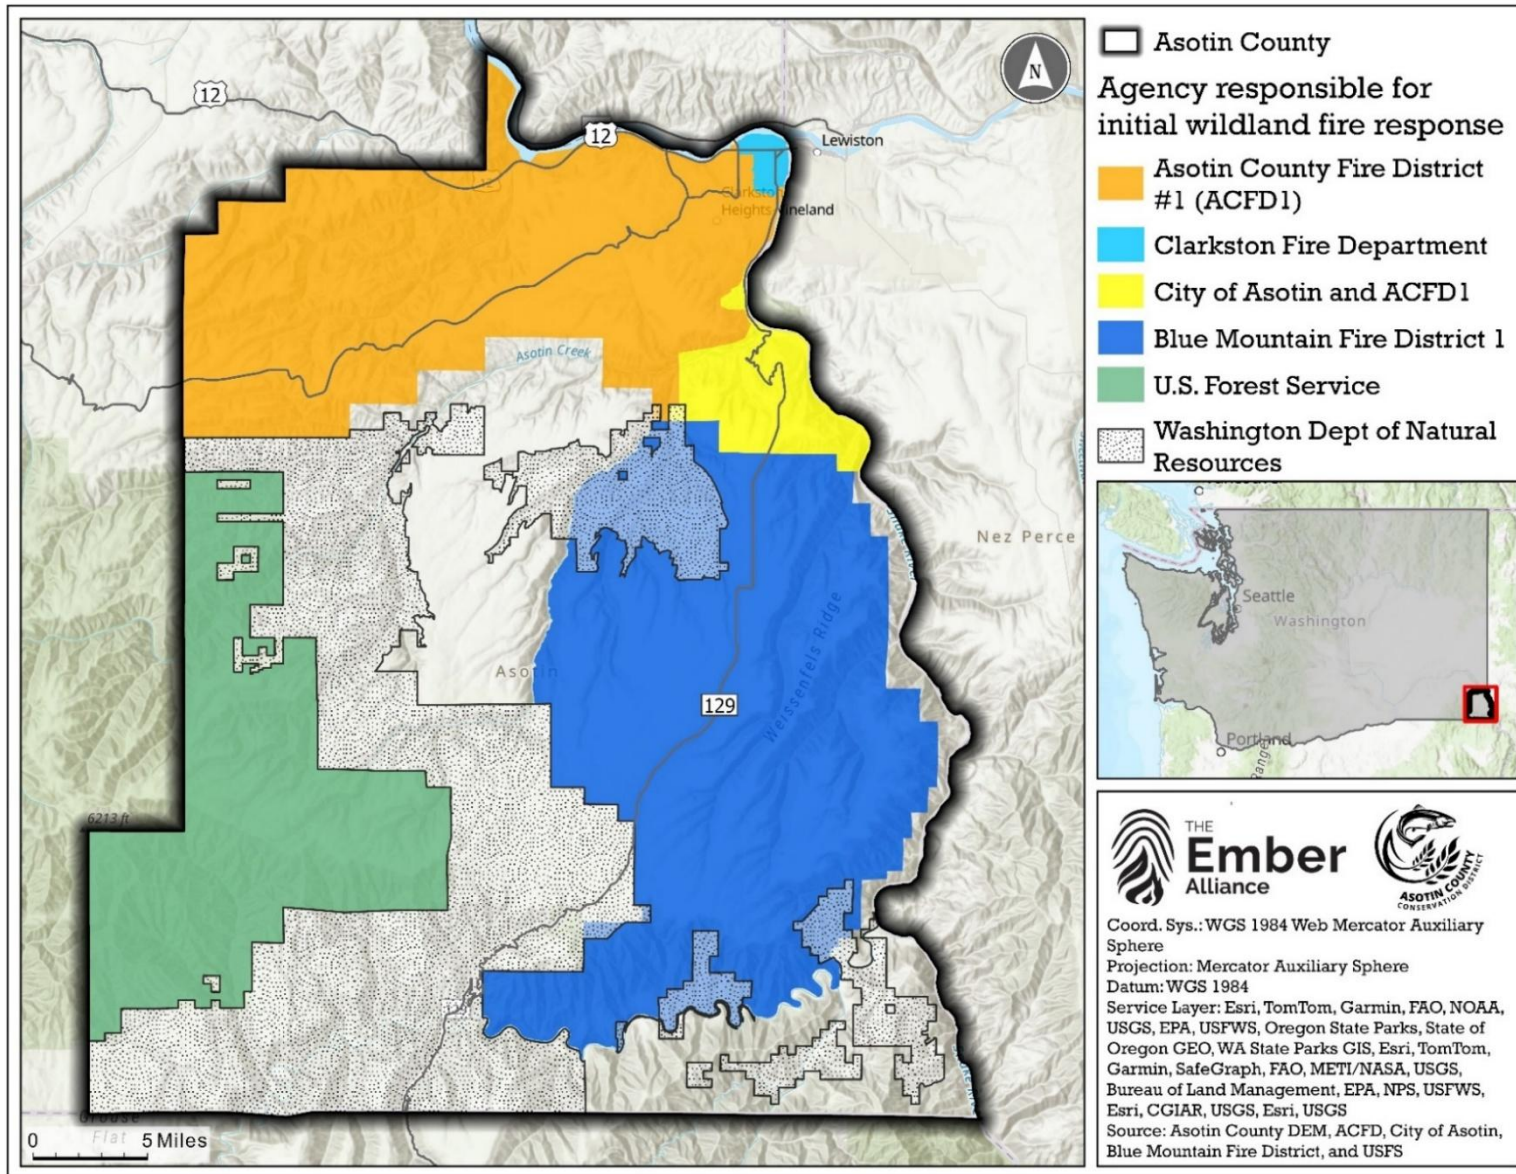 12
12
12
Lewiston
Clarkston
Heights-Vineland
Asotin Creek
Nez Perce
Snake River
Asotin
Weissenfels Ridge
129
6213 ft
Grouse
Flat
0 5 Miles
N
Asotin County
Agency responsible for
initial wildland fire response
Asotin County Fire District
#1 (ACFD1)
Clarkston Fire Department
City of Asotin and ACFD1
Blue Mountain Fire District 1
U.S. Forest Service
Washington Dept of Natural
Resources
Seattle
Washington
Portland
Range
THE
Ember
Alliance
ASOTIN COUNTY
CONSERVATION DISTRICT
Coord. Sys.: WGS 1984 Web Mercator Auxiliary
Sphere
Projection: Mercator Auxiliary Sphere
Datum: WGS 1984
Service Layer: Esri, TomTom, Garmin, FAO, NOAA,
USGS, EPA, USFWS, Oregon State Parks, State of
Oregon GEO, WA State Parks GIS, Esri, TomTom,
Garmin, SafeGraph, FAO, METI/NASA, USGS,
Bureau of Land Management, EPA, NPS, USFWS,
Esri, CGIAR, USGS, Esri, USGS
Source: Asotin County DEM, ACFD, City of Asotin,
Blue Mountain Fire District, and USFS